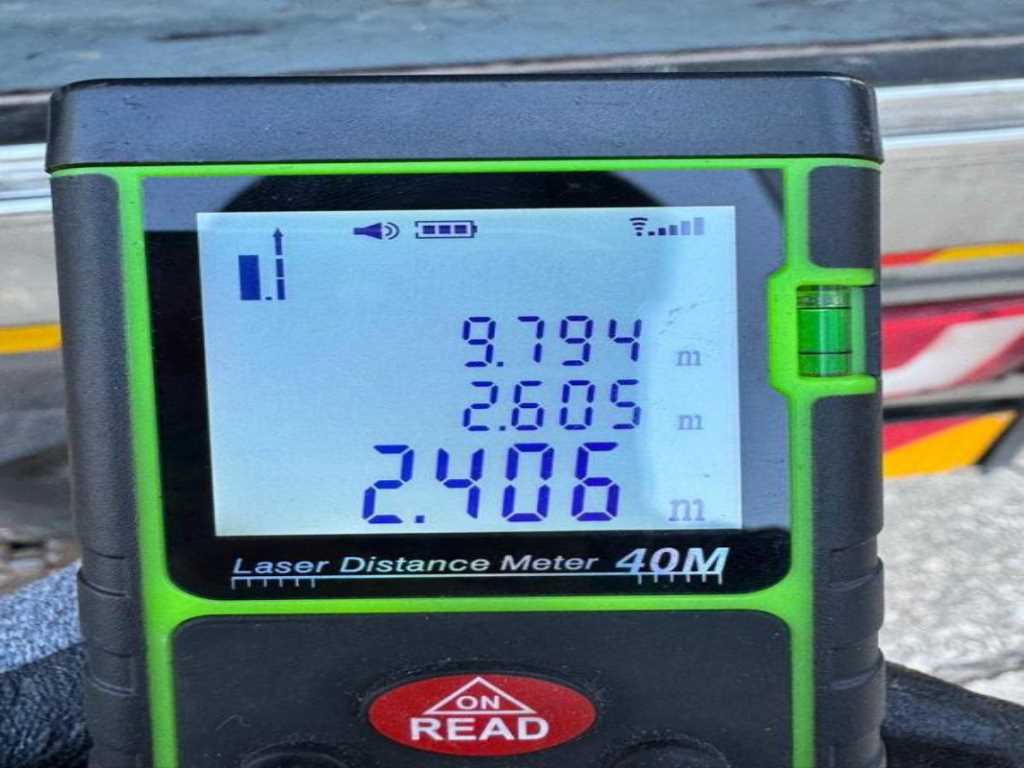 9.794 m
2.605 m
2.406 m
Laser Distance Meter 40M
ON
READ